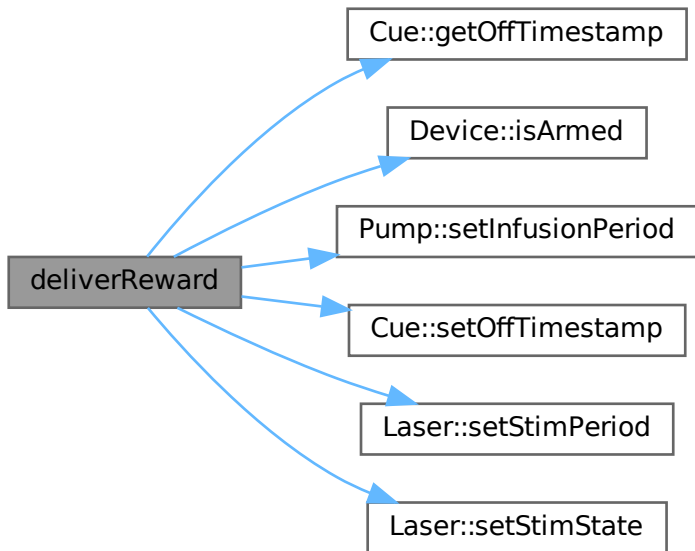 Cue::getOffTimestamp
Device::isArmed
Pump::setInfusionPeriod
deliverReward
Cue::setOffTimestamp
Laser::setStimPeriod
Laser::setStimState